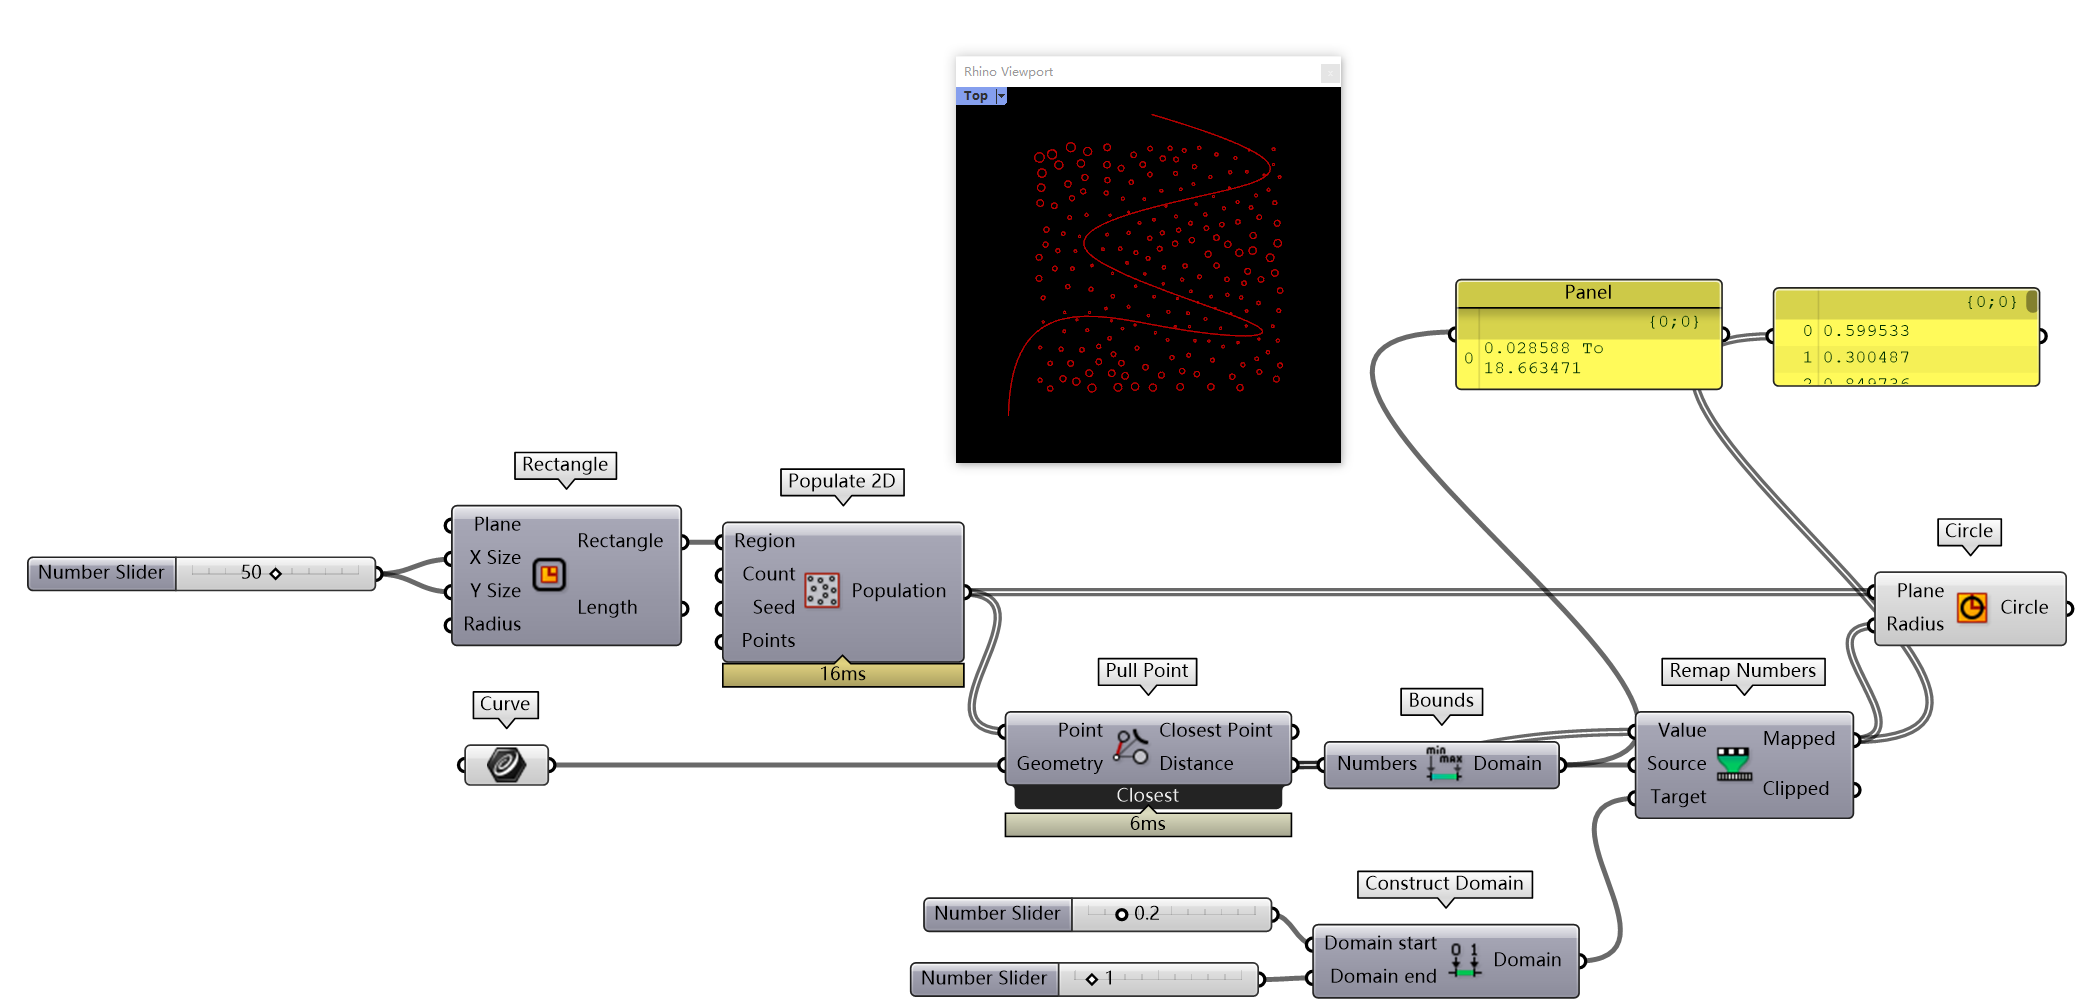 Rhino Viewport
Top
Panel
{0;0}
0 0.028588 To
18.663471
{0;0}
0 0.599533
1 0.300487
2 0.849736
Rectangle
Plane
X Size
Y Size
Radius
Rectangle
Length
Number Slider 50
Populate 2D
Region
Count
Seed
Points
Population
16ms
Curve
Pull Point
Point
Geometry
Closest Point
Distance
Closest
6ms
Bounds
Numbers
min
max
Domain
Remap Numbers
Value
Source
Target
Mapped
Clipped
Circle
Plane
Radius
Circle
Number Slider 0.2
Number Slider 1
Construct Domain
Domain start
Domain end
0 1
Domain